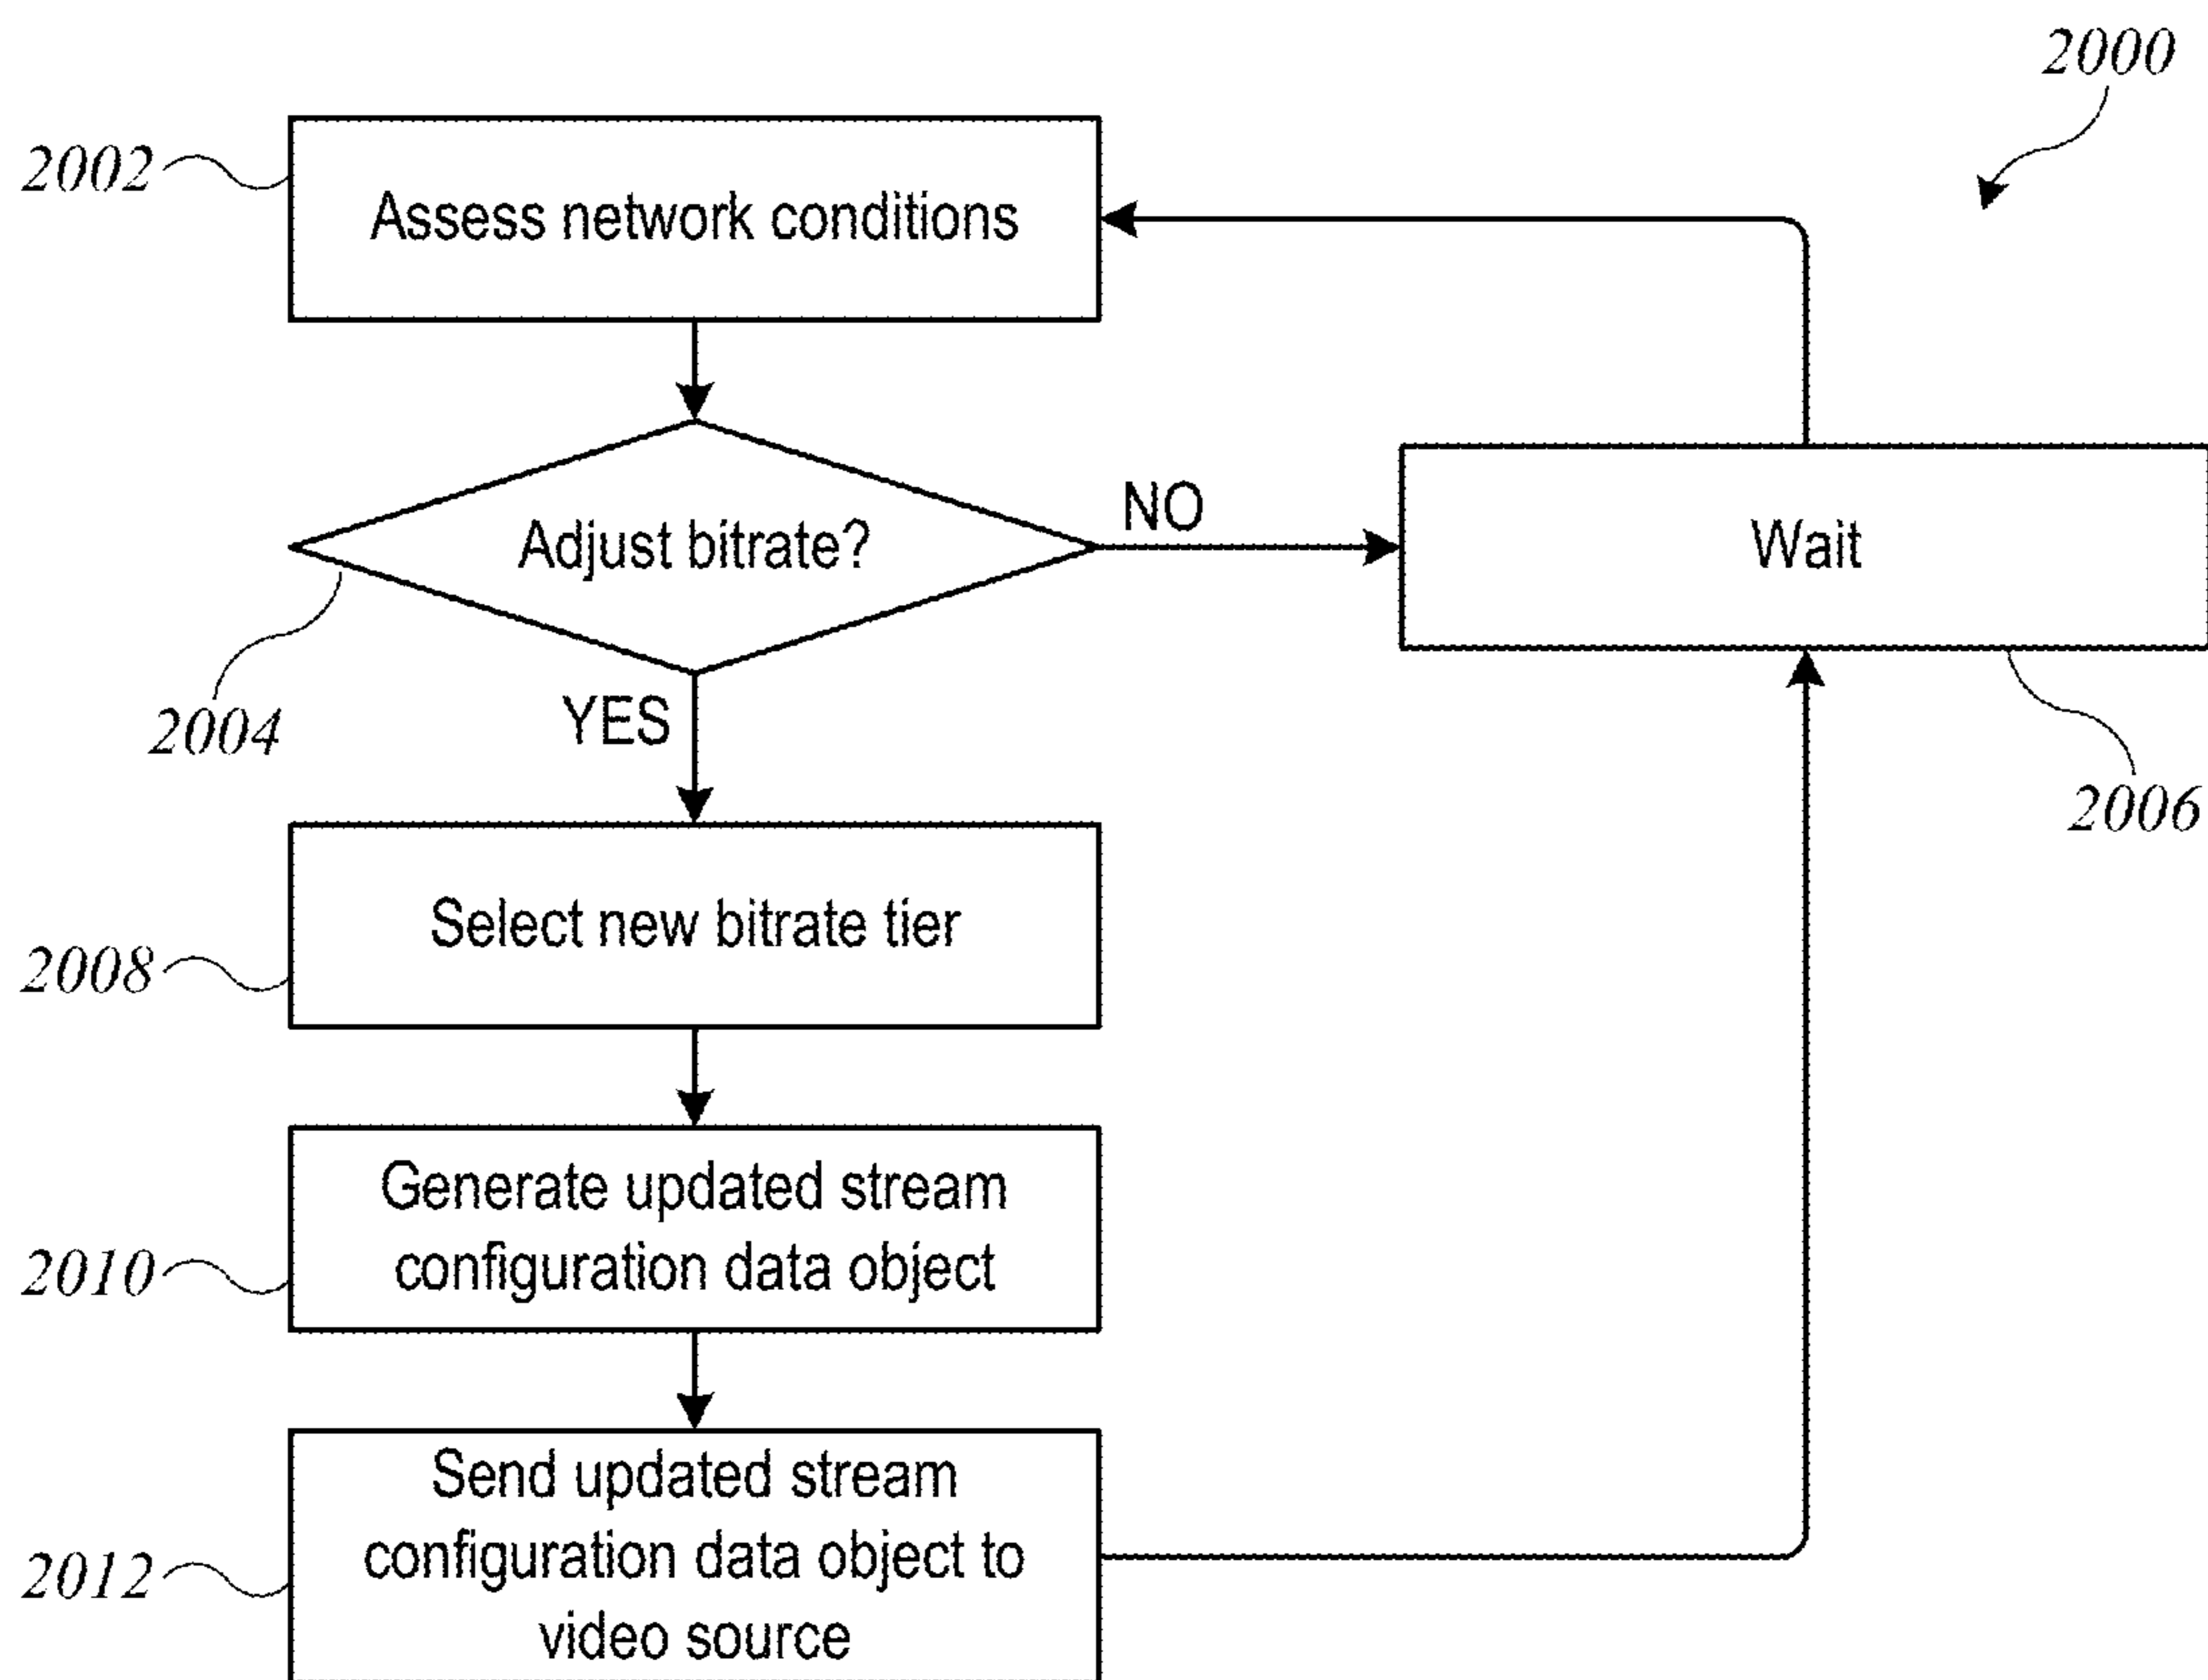 2000
2002
Assess network conditions
Adjust bitrate?
NO
Wait
2004
YES
2006
Select new bitrate tier
2008
Generate updated stream
configuration data object
2010
Send updated stream
configuration data object to
video source
2012